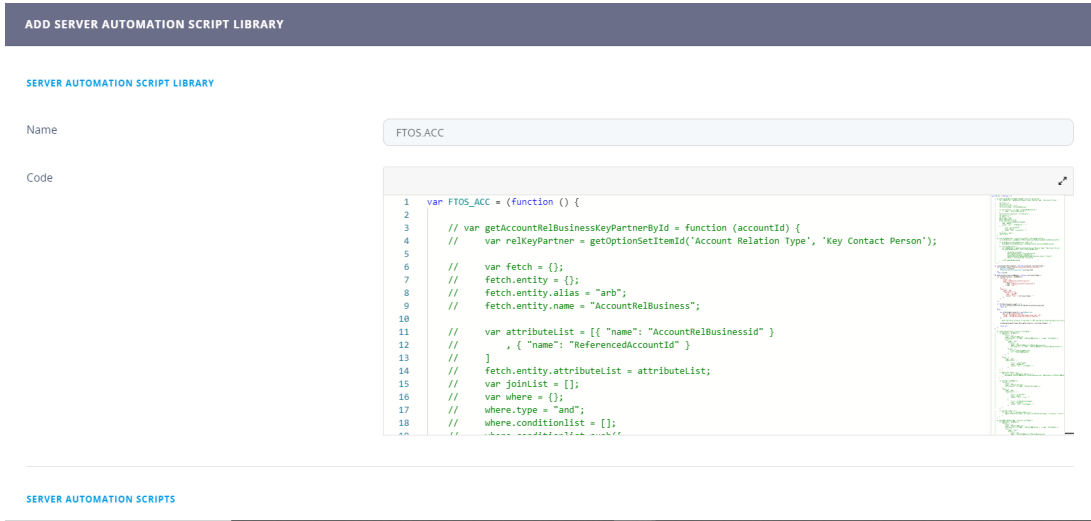 ADD SERVER AUTOMATION SCRIPT LIBRARY
SERVER AUTOMATION SCRIPT LIBRARY
Name
FTOS.ACC
Code
1 var FTOS_ACC = (function () {
2
3 // var getAccountRelBusinessKeyPartnerById = function (accountId) {
4 // var relKeyPartner = getOptionSetItemId('Account Relation Type', 'Key Contact Person');
5
6 // var fetch = {};
7 // fetch.entity = {};
8 // fetch.entity.alias = "arb";
9 // fetch.entity.name = "AccountRelBusiness";
10
11 // var attributeList = [{ "name": "AccountRelBusinessid" }
12 // , { "name": "ReferencedAccountId" }
13 // ]
14 // fetch.entity.attributeList = attributeList;
15 // var joinList = [];
16 // var where = {};
17 // where.type = "and";
18 // where.conditionlist = [];
SERVER AUTOMATION SCRIPTS